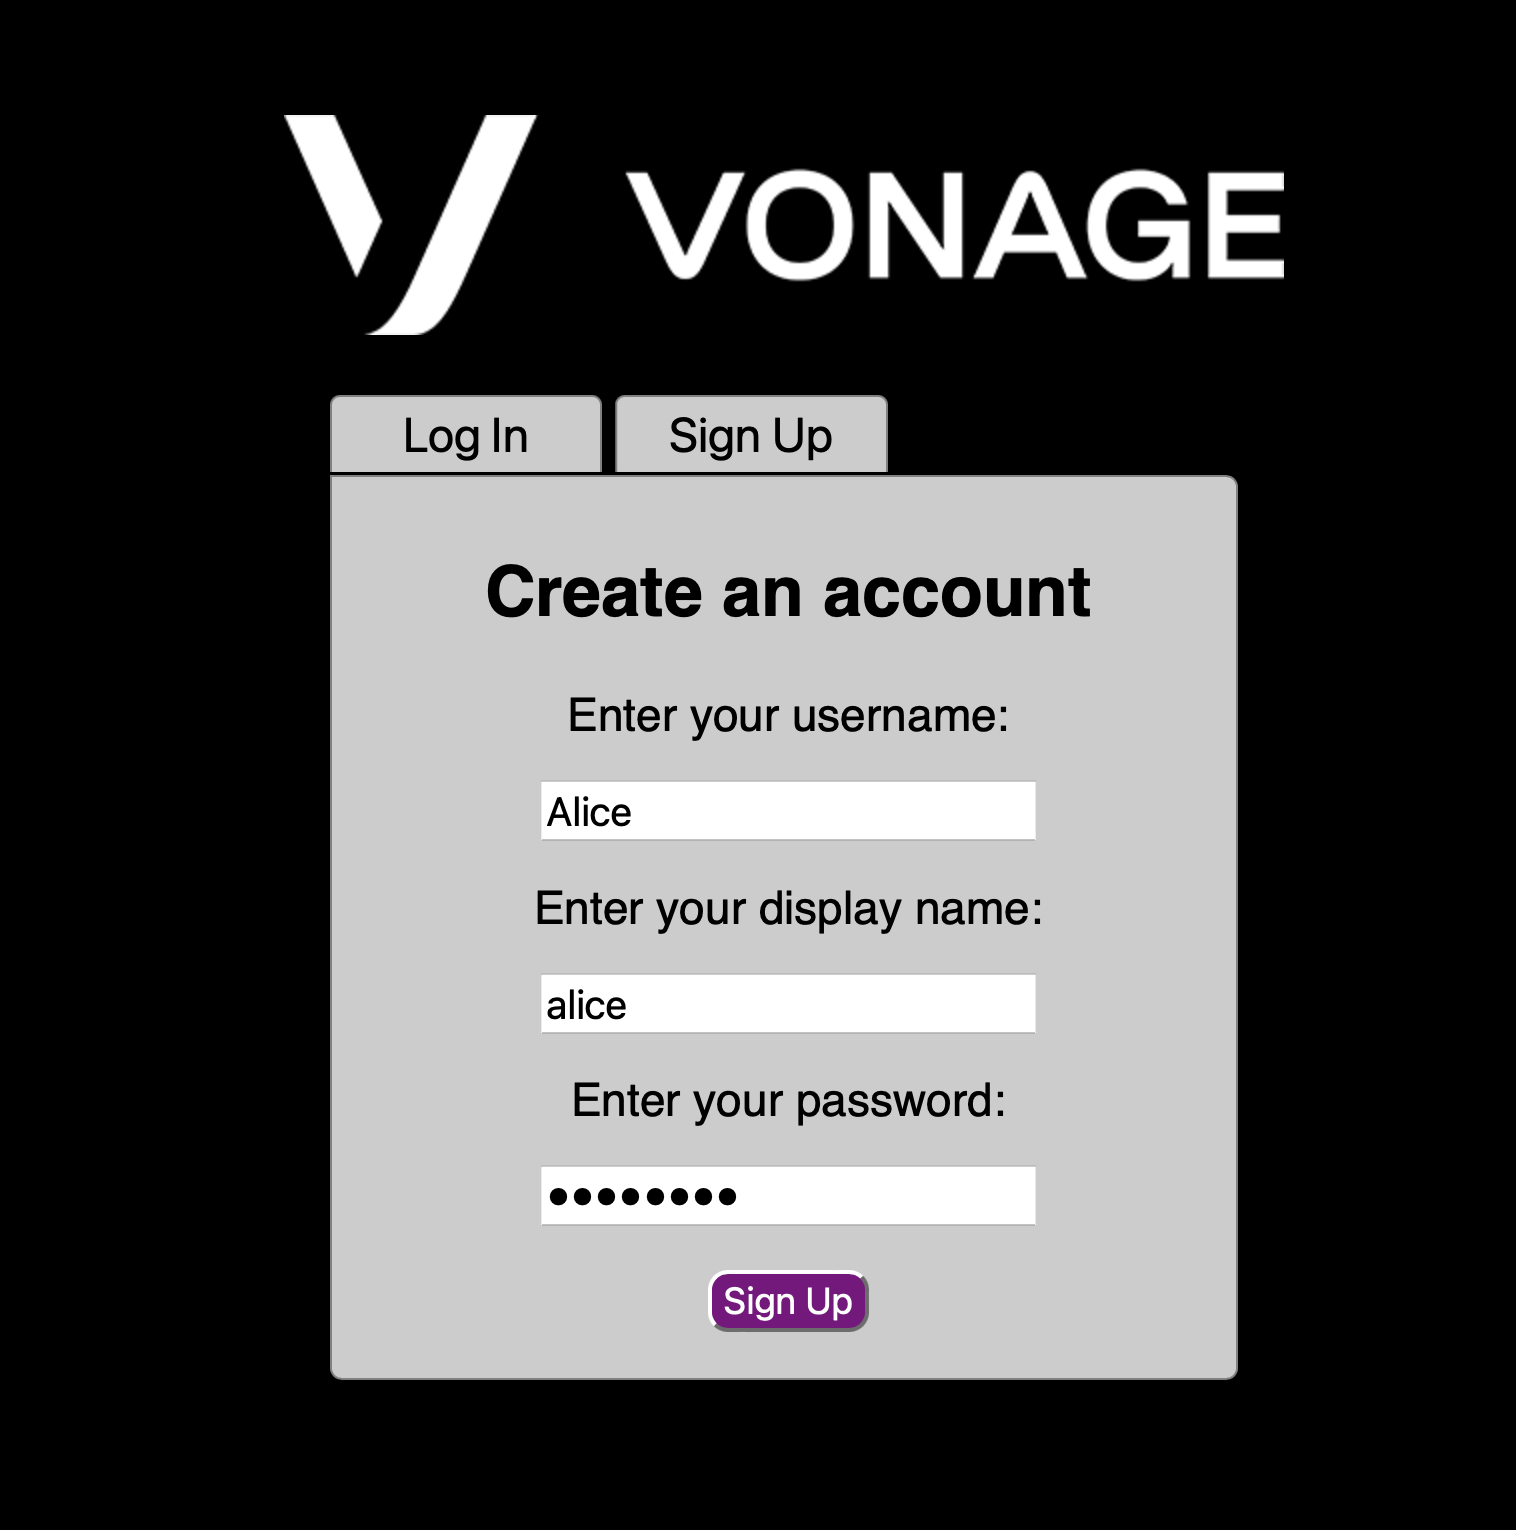 VONAGE
Log In
Sign Up
Create an account
Enter your username:
Alice
Enter your display name:
alice
Enter your password:
••••••••
Sign Up